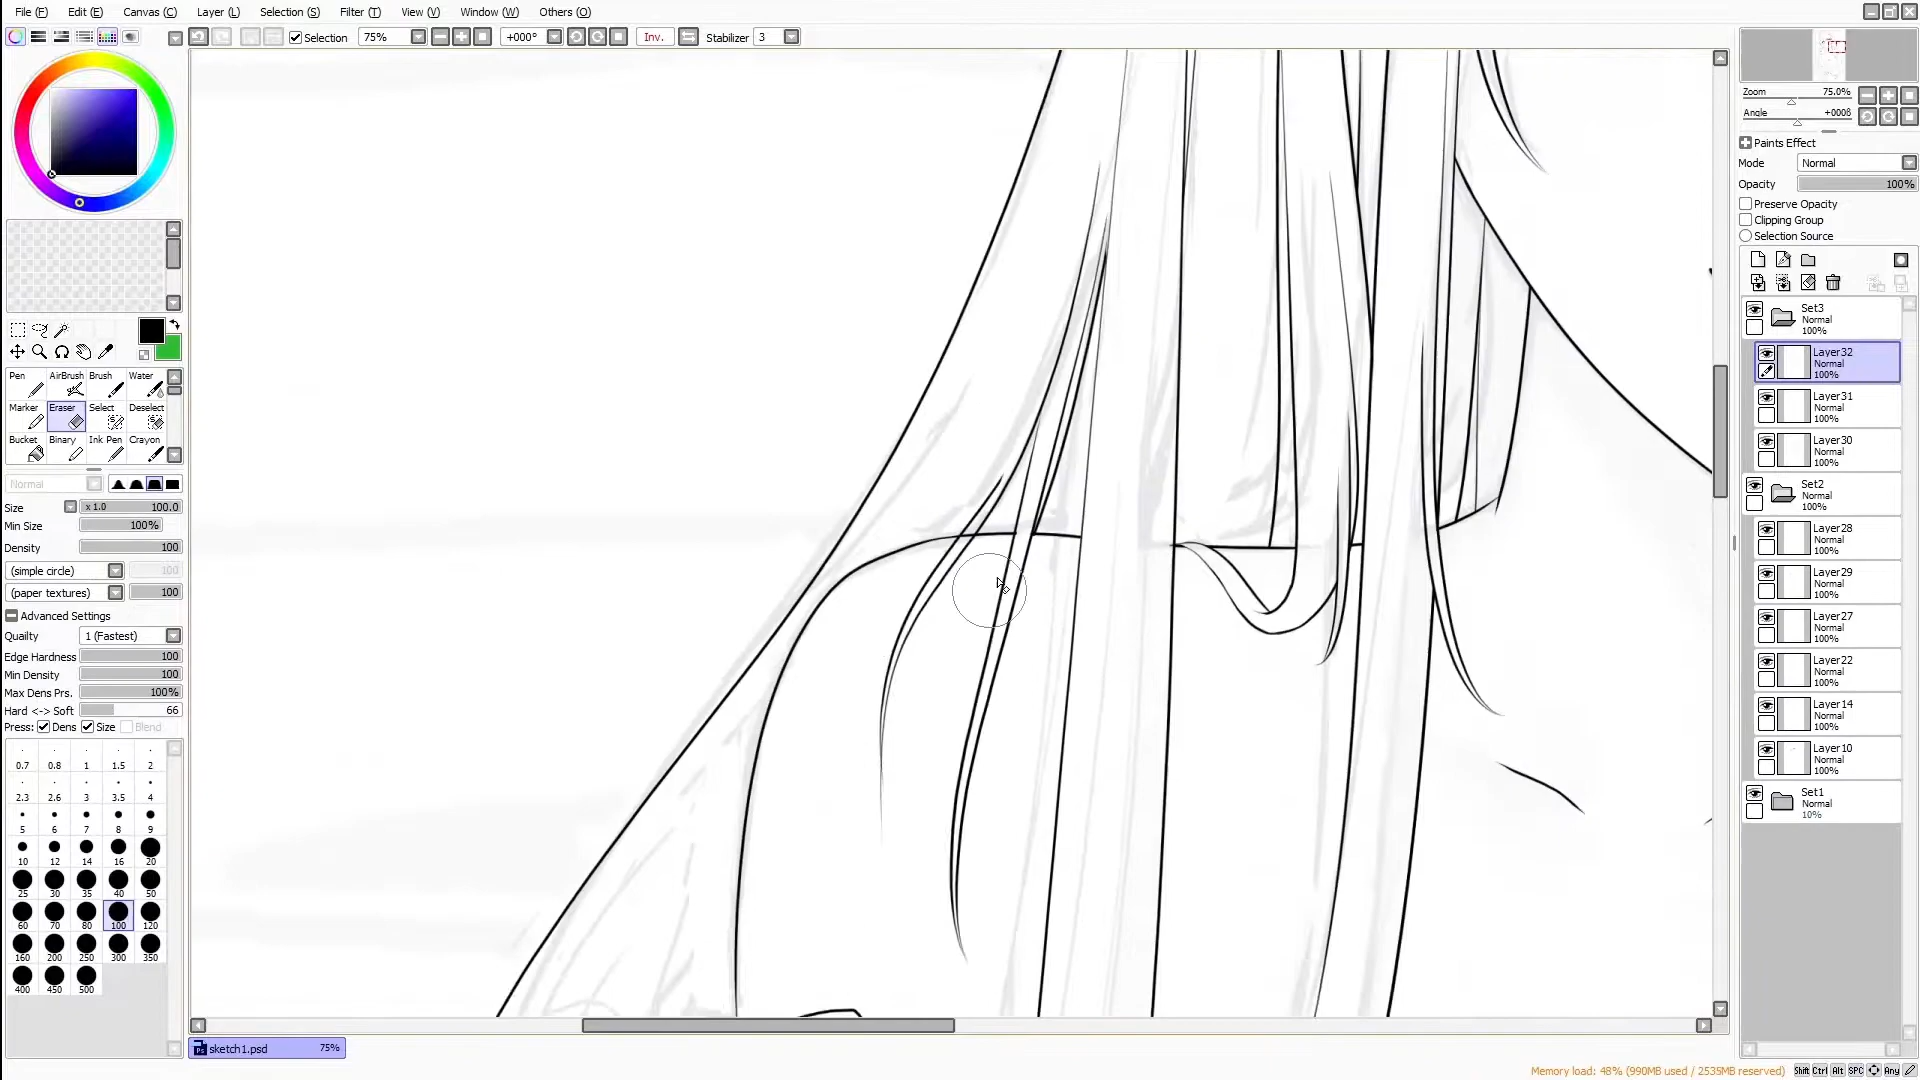 File (F) Edit (E) Canvas (C) Layer (L) Selection (S) Filter (T) View (V) Window (W) Others (O)
Selection 75% +000° Inv. Stabilizer 3
Zoom 75.0%
Angle +000ß
Paints Effect
Mode Normal
Opacity 100%
Preserve Opacity
Clipping Group
Selection Source
Set3
Normal
100%
Layer32
Normal
100%
Layer31
Normal
100%
Layer30
Normal
100%
Set2
Normal
100%
Layer28
Normal
100%
Layer29
Normal
100%
Layer27
Normal
100%
Layer22
Normal
100%
Layer14
Normal
100%
Layer10
Normal
100%
Set1
Normal
10%
Pen AirBrush Brush Water
Marker Eraser Select Deselect
Bucket Binary Ink Pen Crayon
Normal
Size x 1.0 100.0
Min Size 100%
Density 100
(simple circle) 100
(paper textures) 100
Advanced Settings
Quailty 1 (Fastest)
Edge Hardness 100
Min Density 100
Max Dens Prs. 100%
Hard <-> Soft 66
Press: Dens Size Blend
0.7 0.8 1 1.5 2
2.3 2.6 3 3.5 4
5 6 7 8 9
10 12 14 16 20
25 30 35 40 50
60 70 80 100 120
160 200 250 300 350
400 450 500
Ps sketch1.psd 75%
Memory load: 48% (990MB used / 2535MB reserved) Shift Ctrl Alt SPC Any